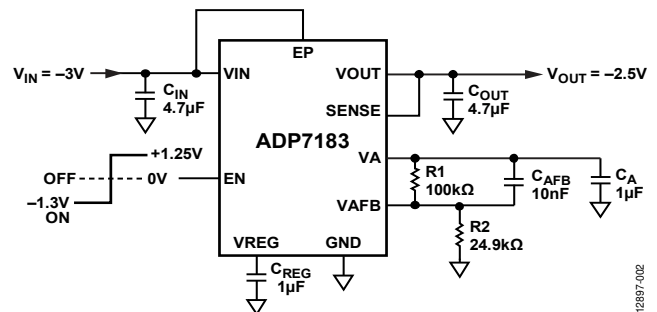 EP
V_IN = –3V
VIN
VOUT
V_OUT = –2.5V
C_IN
4.7µF
C_OUT
4.7µF
SENSE
ADP7183
+1.25V
OFF
0V
EN
–1.3V
ON
VA
R1
100kΩ
C_AFB
10nF
C_A
1µF
VAFB
R2
24.9kΩ
VREG
GND
C_REG
1µF
12897-002